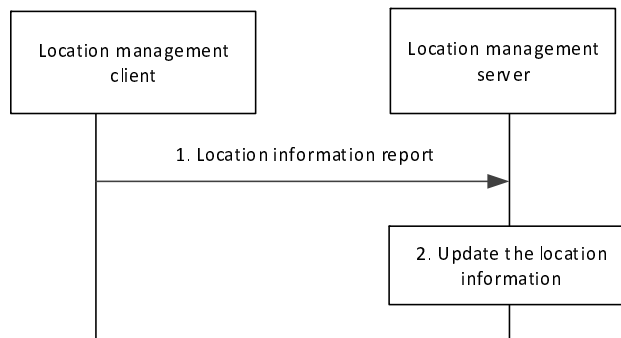 Location management
client
Location management
server
1. Location information report
2. Update the location
information